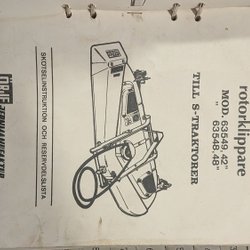 rotorklippare
MOD. 63549, 42"
" 63548, 48"
TILL S-TRAKTORER
SKÖTSELINSTRUKTION OCH RESERVDELSLISTA